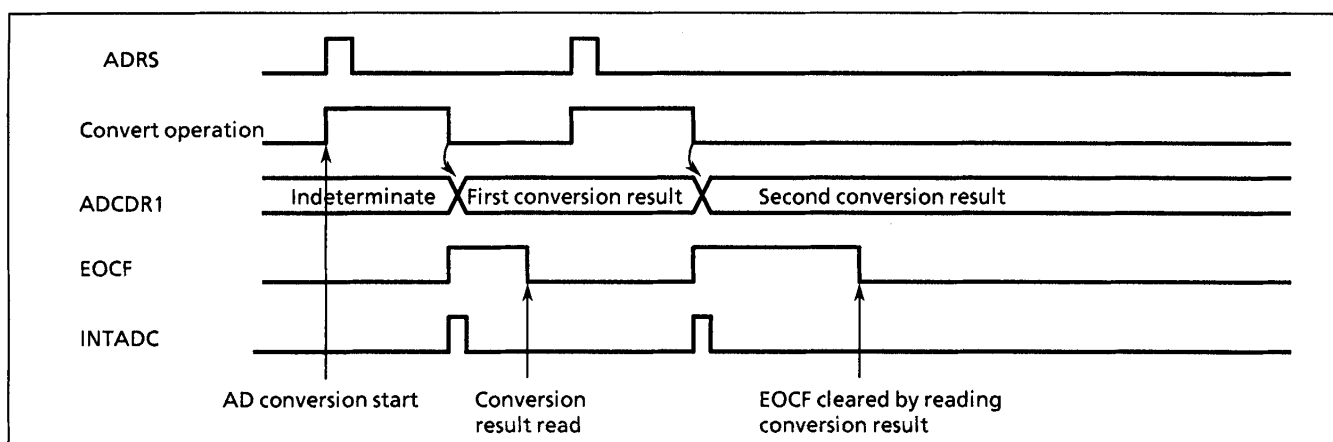 ADRS
Convert operation
ADCDR1
Indeterminate
First conversion result
Second conversion result
EOCF
INTADC
AD conversion start
Conversion
result read
EOCF cleared by reading
conversion result